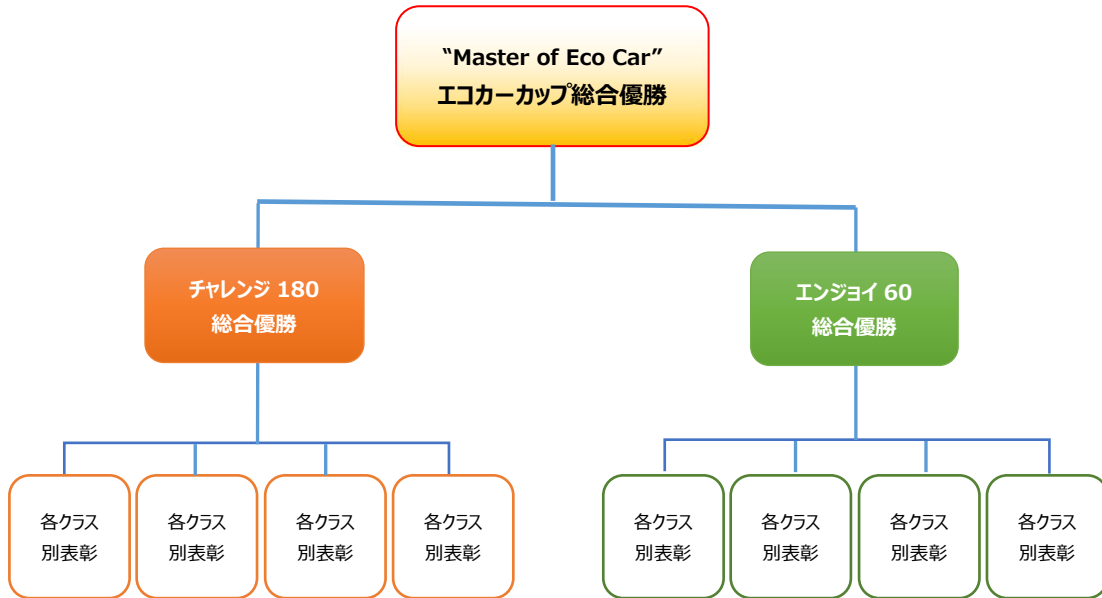 “Master of Eco Car”
エコカーカップ総合優勝
チャレンジ 180
総合優勝
エンジョイ 60
総合優勝
各クラス
別表彰
各クラス
別表彰
各クラス
別表彰
各クラス
別表彰
各クラス
別表彰
各クラス
別表彰
各クラス
別表彰
各クラス
別表彰